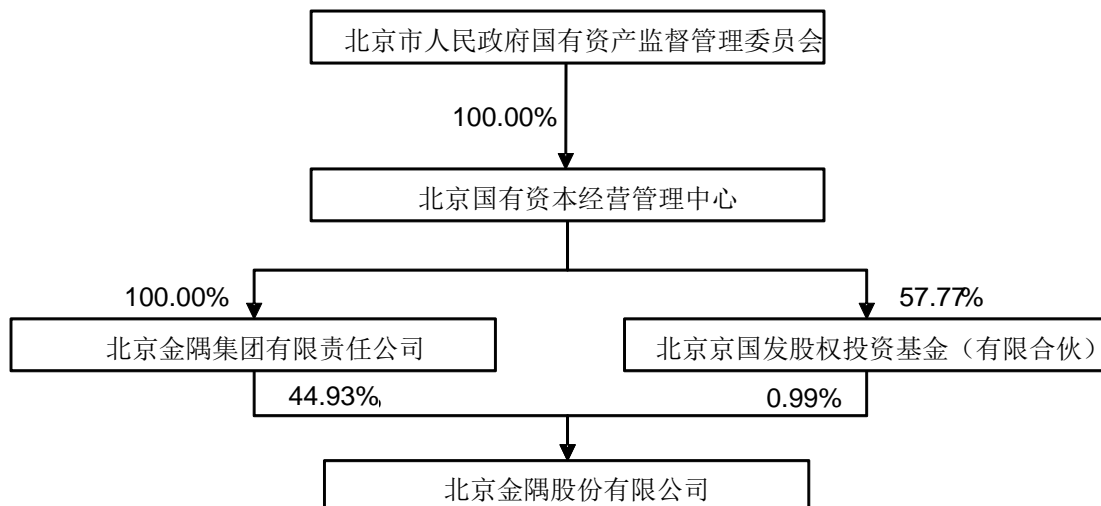 北京市人民政府国有资产监督管理委员会
100.00%
北京国有资本经营管理中心
100.00%
57.77%
北京金隅集团有限责任公司
北京京国发股权投资基金（有限合伙）
44.93%
0.99%
北京金隅股份有限公司